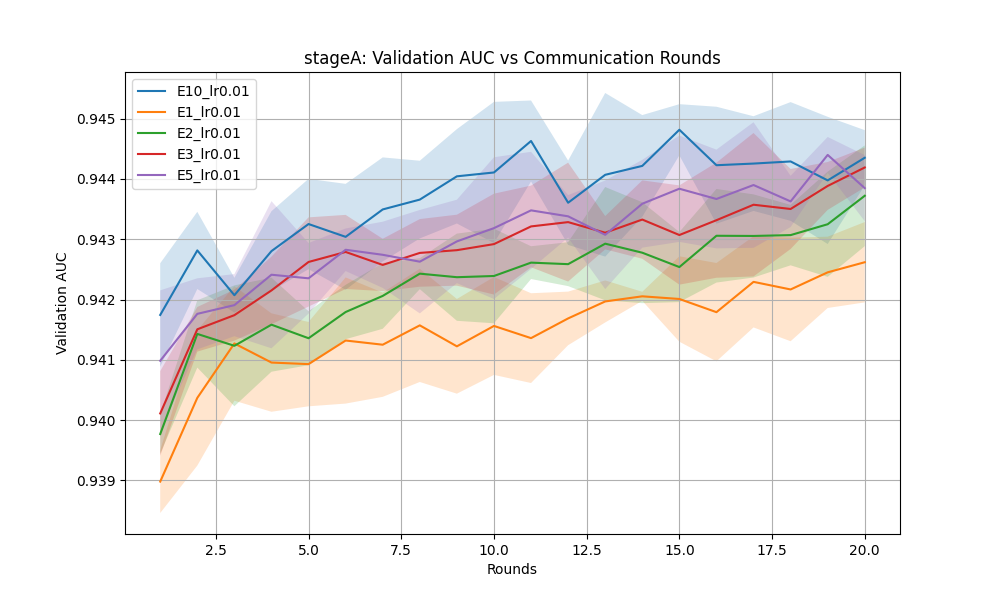 stageA: Validation AUC vs Communication Rounds
E10_lr0.01
E1_lr0.01
E2_lr0.01
E3_lr0.01
E5_lr0.01
Validation AUC
0.945
0.944
0.943
0.942
0.941
0.940
0.939
2.5 5.0 7.5 10.0 12.5 15.0 17.5 20.0
Rounds